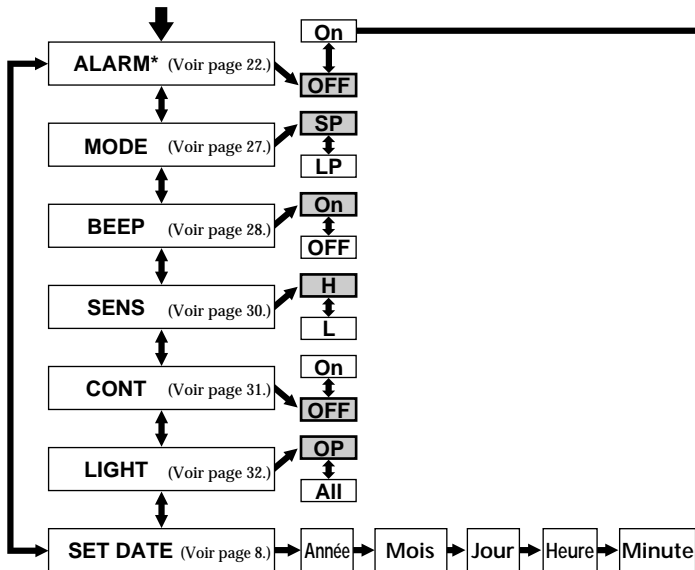 On
ALARM* (Voir page 22.)
OFF
SP
MODE (Voir page 27.)
LP
On
BEEP (Voir page 28.)
OFF
H
SENS (Voir page 30.)
L
On
CONT (Voir page 31.)
OFF
OP
LIGHT (Voir page 32.)
All
SET DATE (Voir page 8.) Année Mois Jour Heure Minute